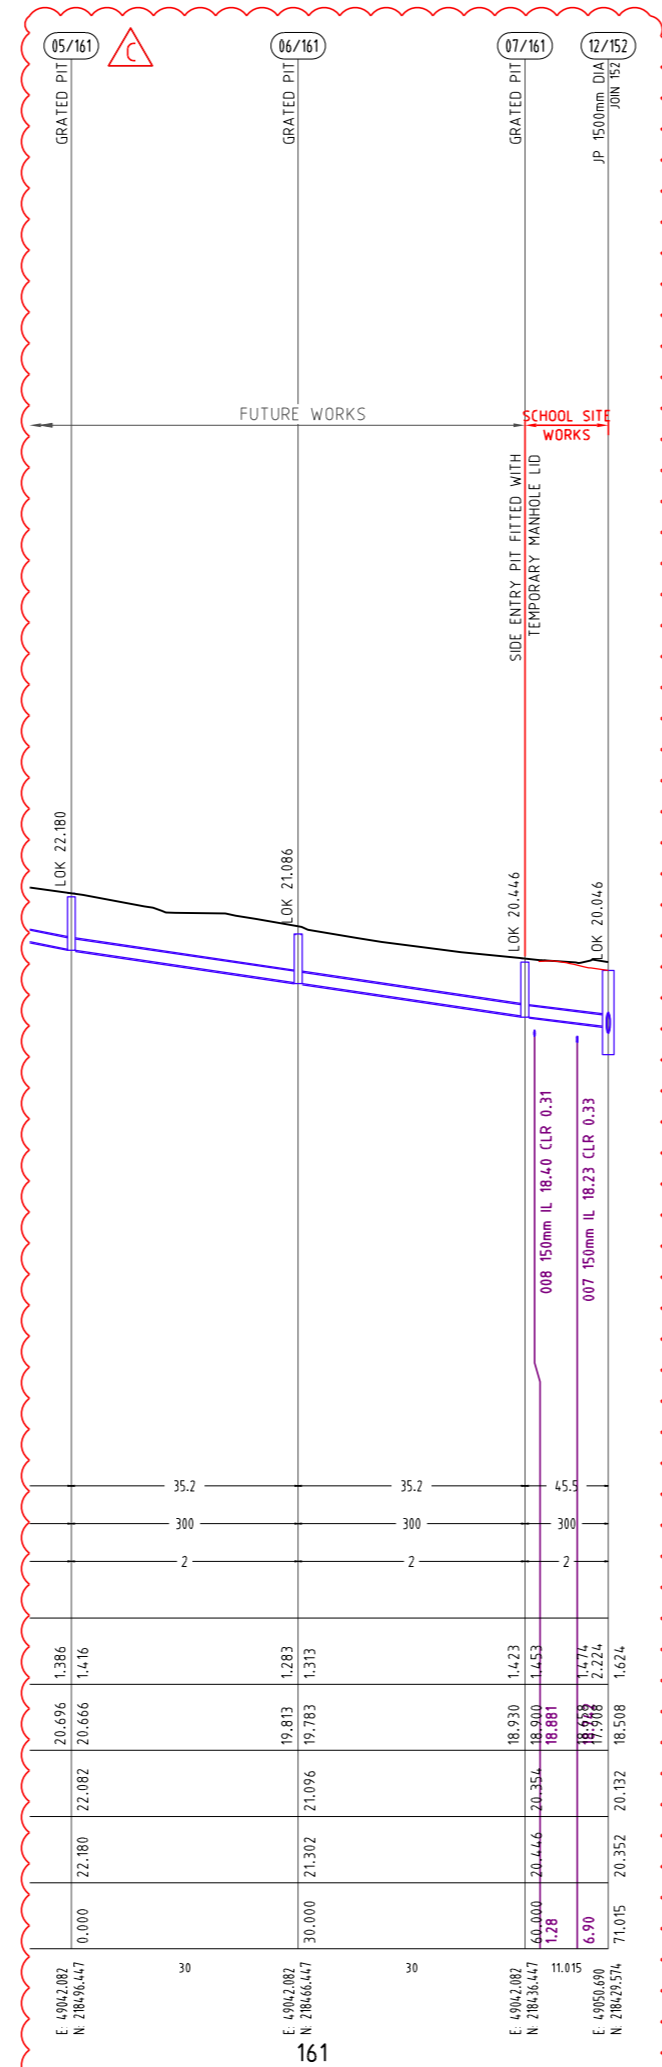 05/161
C
06/161
07/161
12/152
GRATED PIT
GRATED PIT
GRATED PIT
JP 1500mm DIA
JOIN 152
FUTURE WORKS
SCHOOL SITE
WORKS
SIDE ENTRY PIT FITTED WITH
TEMPORARY MANHOLE LID
LOK 22.180
LOK 21.086
LOK 20.446
LOK 20.046
008 150mm IL 18.40 CLR 0.31
007 150mm IL 18.23 CLR 0.33
35.2
35.2
45.5
300
300
300
2
2
2
1.386
1.416
1.283
1.313
1.423
1.453
1.474
2.224
1.624
20.696
20.666
19.813
19.783
18.930
18.900
18.881
17.908
18.508
22.082
21.096
20.354
20.132
22.180
21.302
20.446
20.352
0.000
30.000
60.000
1.28
6.90
71.015
E: 49042.082
N: 218496.447
30
E: 49042.082
N: 218466.447
30
E: 49042.082
N: 218436.447
11.015
E: 49050.690
N: 218429.574
161